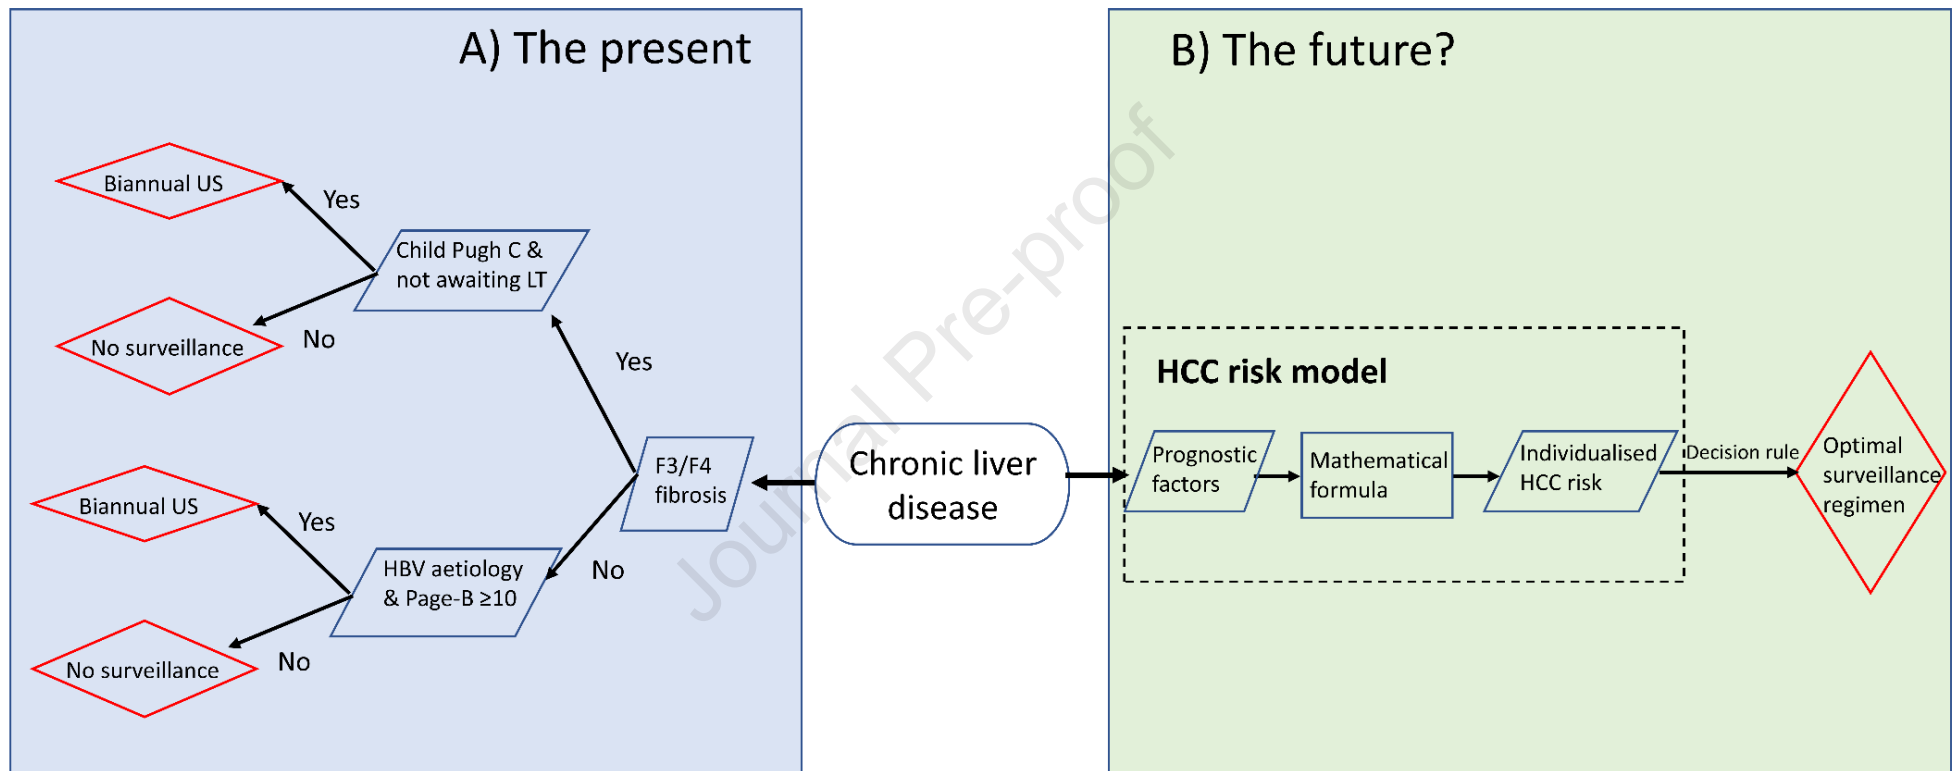 A) The present
Biannual US
Yes
Child Pugh C &
not awaiting LT
No surveillance
No
Yes
F3/F4
fibrosis
Biannual US
Yes
No
HBV aetiology
& Page-B ≥10
No surveillance
No
Chronic liver
disease
Journal Pre-proof
B) The future?
HCC risk model
Prognostic
factors
Mathematical
formula
Individualised
HCC risk
Decision rule
Optimal
surveillance
regimen